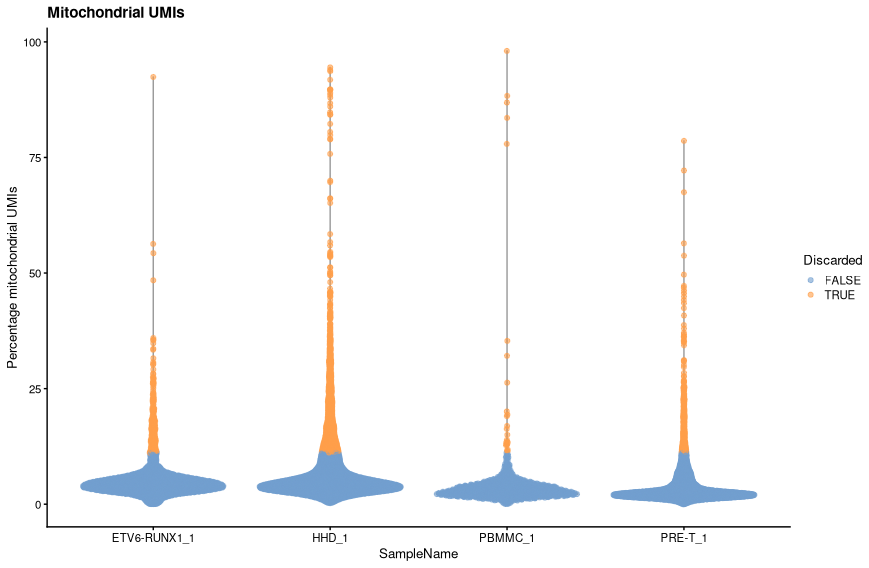 Mitochondrial UMIs
Percentage mitochondrial UMIs
100
75
50
25
0
ETV6-RUNX1_1
HHD_1
PBMMC_1
PRE-T_1
SampleName
Discarded
FALSE
TRUE